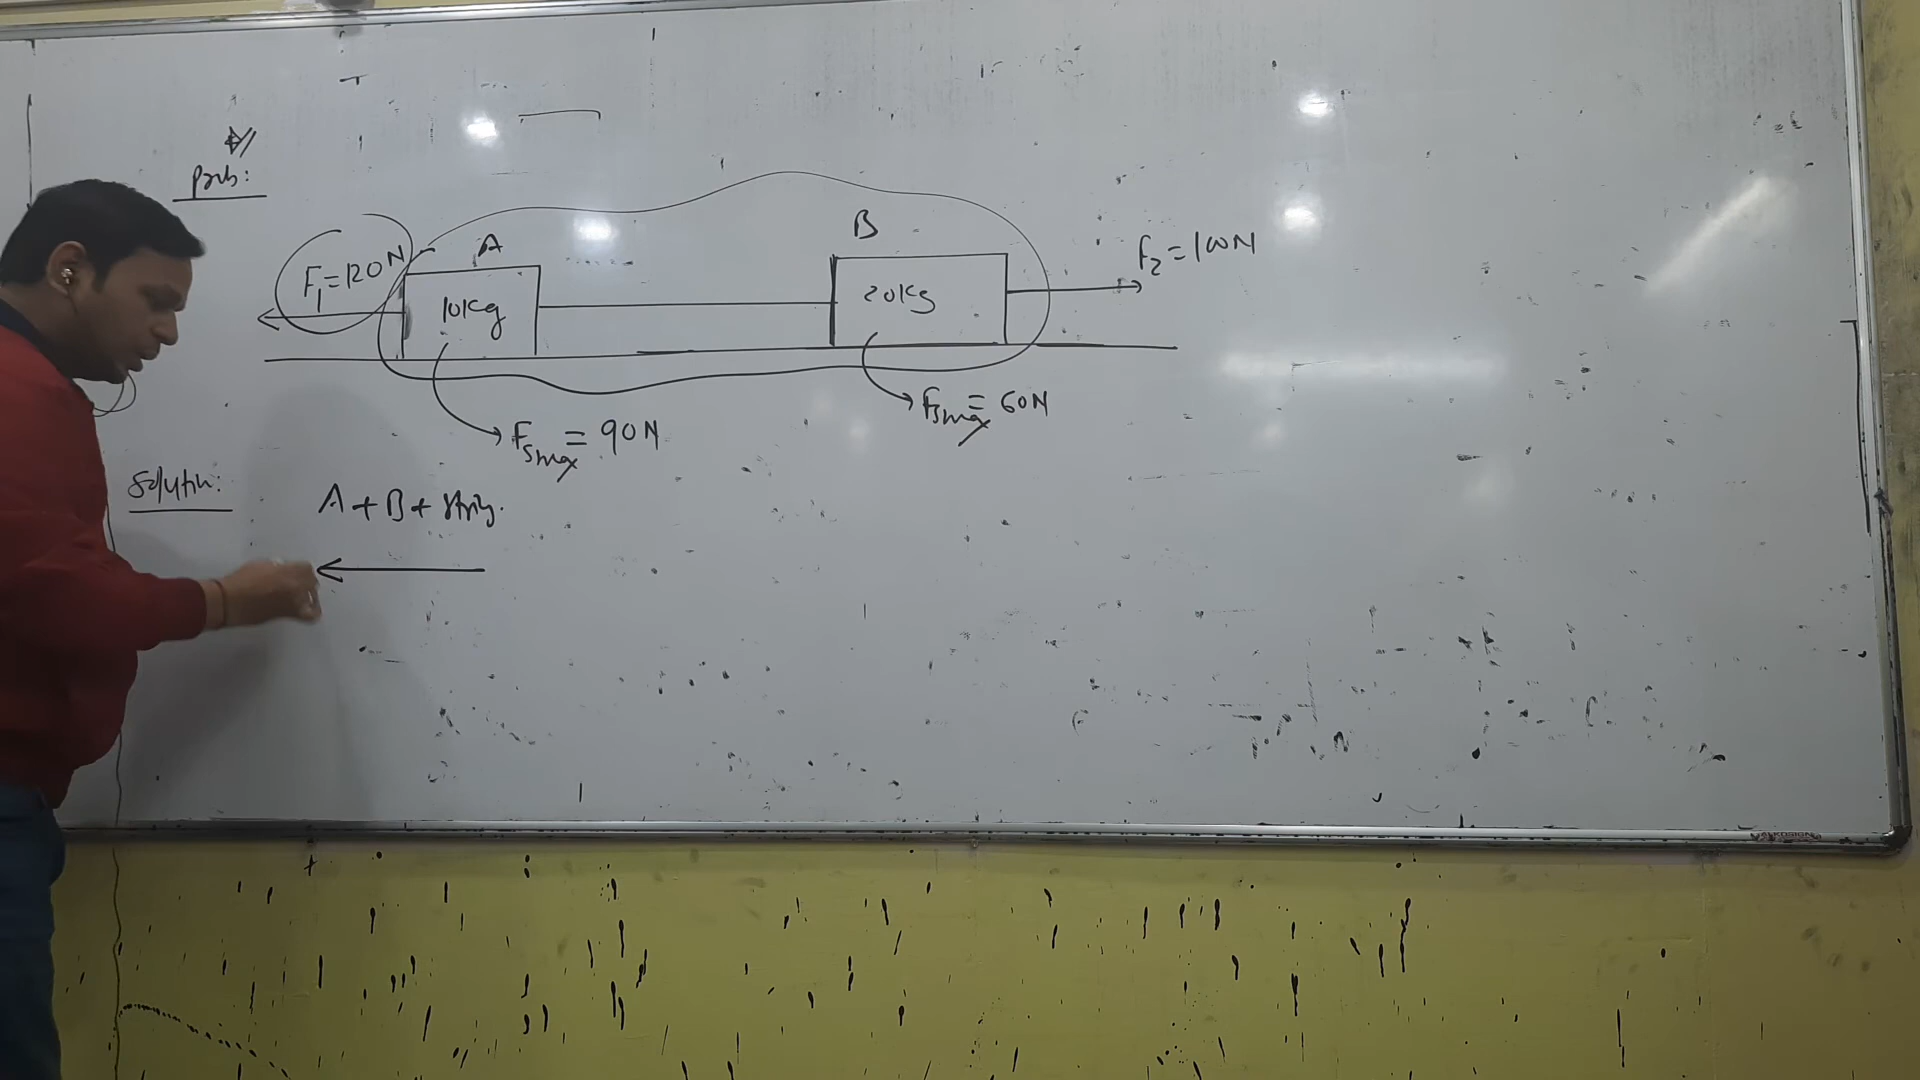 Prob:
A
B
F1=120N
10Kg
20Kg
F2=100N
Fsmax = 90N
Fsmax = 60N
Solution:
A+B+string.